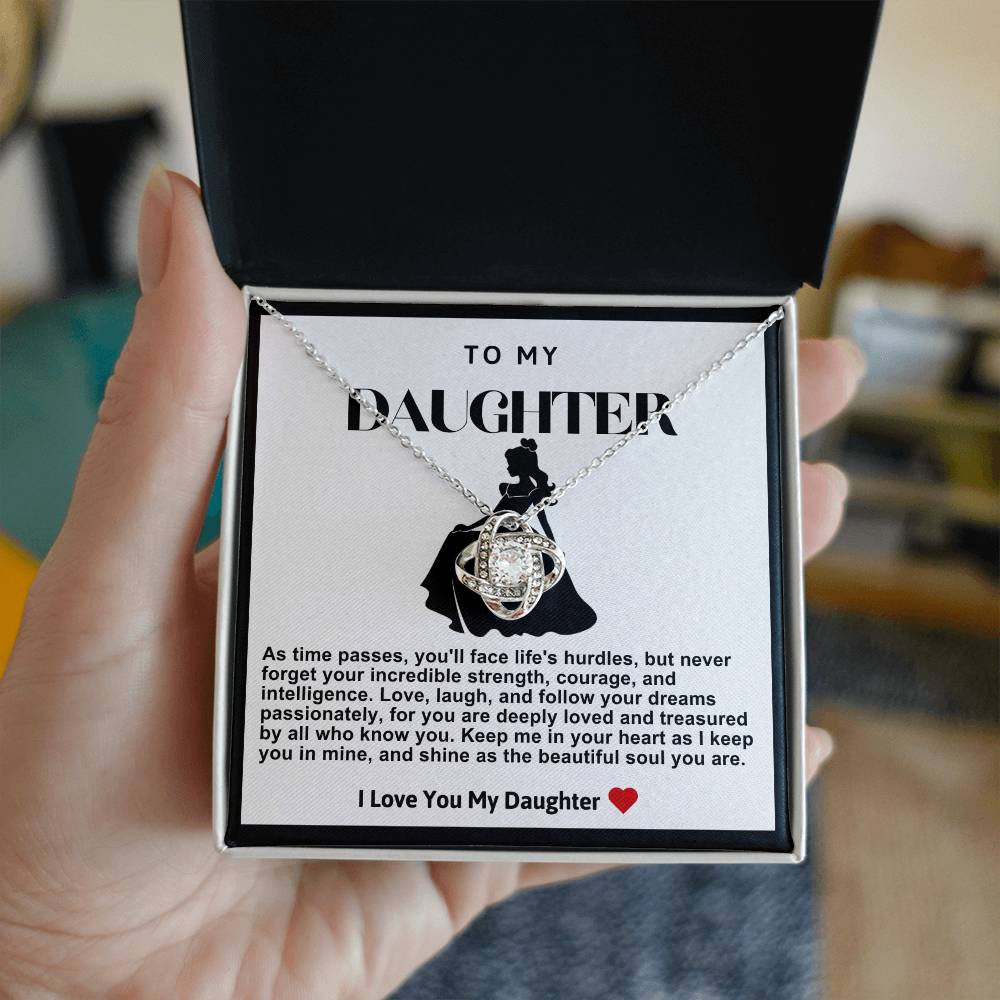 TO MY
DAUGHTER
As time passes, you'll face life's hurdles, but never
forget your incredible strength, courage, and
intelligence. Love, laugh, and follow your dreams
passionately, for you are deeply loved and treasured
by all who know you. Keep me in your heart as I keep
you in mine, and shine as the beautiful soul you are.
I Love You My Daughter